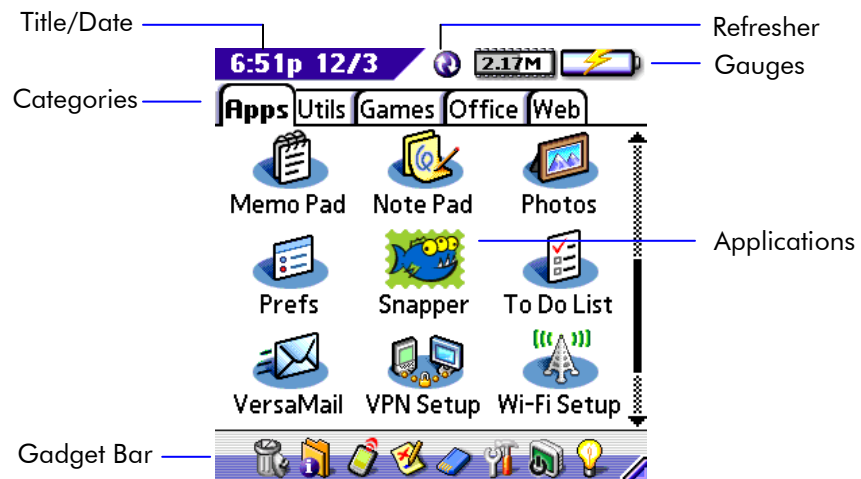 Title/Date
Refresher
6:51p 12/3
2.17M
Gauges
Categories
Apps Utils Games Office Web
Memo Pad Note Pad Photos
Applications
Prefs Snapper To Do List
VersaMail VPN Setup Wi-Fi Setup
Gadget Bar